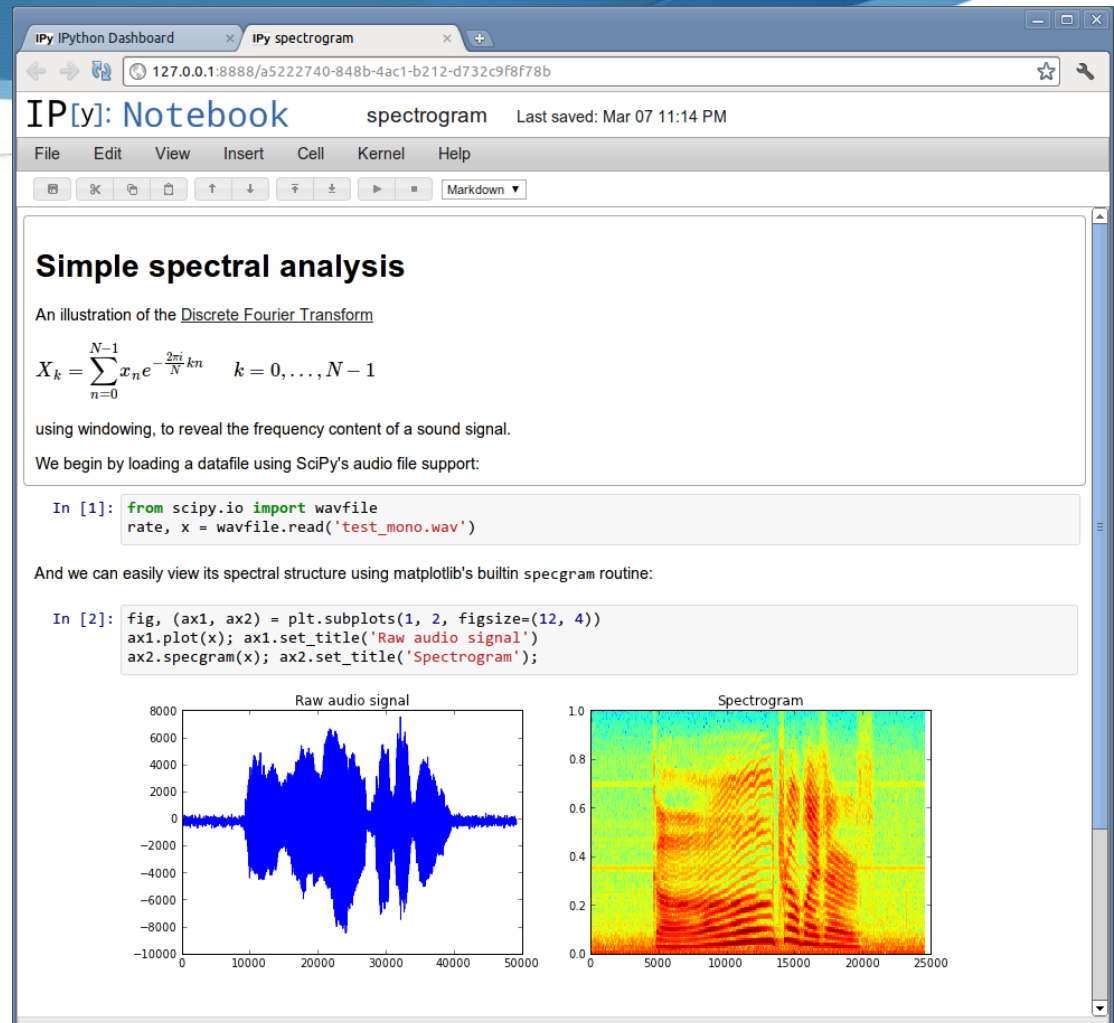 IPy IPython Dashboard
IPy spectrogram
127.0.0.1:8888/a5222740-848b-4ac1-b212-d732c9f8f78b
IP[y]: Notebook spectrogram Last saved: Mar 07 11:14 PM
File Edit View Insert Cell Kernel Help
Markdown
Simple spectral analysis
An illustration of the Discrete Fourier Transform
X_k = \sum_{n=0}^{N-1} x_n e^{-\frac{2\pi i}{N} kn} k = 0, . . . , N − 1
using windowing, to reveal the frequency content of a sound signal.
We begin by loading a datafile using SciPy's audio file support:
In [1]: from scipy.io import wavfile
rate, x = wavfile.read('test_mono.wav')
And we can easily view its spectral structure using matplotlib's builtin specgram routine:
In [2]: fig, (ax1, ax2) = plt.subplots(1, 2, figsize=(12, 4))
ax1.plot(x); ax1.set_title('Raw audio signal')
ax2.specgram(x); ax2.set_title('Spectrogram');
Raw audio signal
8000
6000
4000
2000
0
−2000
−4000
−6000
−8000
−10000
0 10000 20000 30000 40000 50000
Spectrogram
1.0
0.8
0.6
0.4
0.2
0.0
0 5000 10000 15000 20000 25000